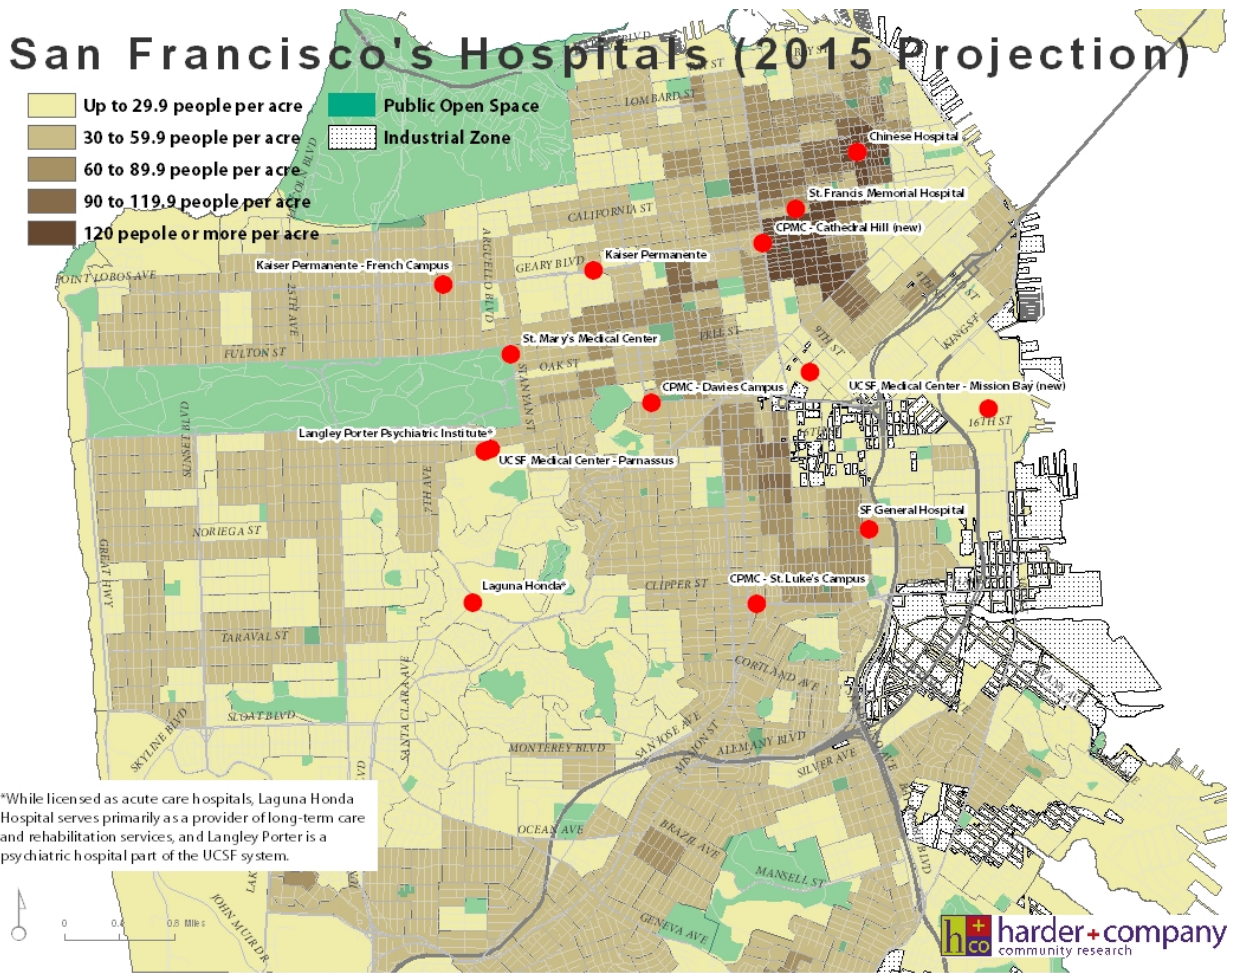 San Francisco's Hospitals (2015 Projection)
Up to 29.9 people per acre
30 to 59.9 people per acre
60 to 89.9 people per acre
90 to 119.9 people per acre
120 pepole or more per acre
Public Open Space
Industrial Zone
LOMBARD ST
Chinese Hospital
St. Francis Memorial Hospital
CALIFORNIA ST
CPMC - Cathedral Hill (new)
ARGUELLO BLVD
Kaiser Permanente
GEARY BLVD
Kaiser Permanente - French Campus
POINT LOBOS AVE
25TH AVE
4TH ST
3RD ST
KING ST
9TH ST
FELL ST
St. Mary's Medical Center
FULTON ST
OAK ST
STANYAN ST
CPMC - Davies Campus
UCSF Medical Center - Mission Bay (new)
16TH ST
SUNSET BLVD
Langley Porter Psychiatric Institute*
UCSF Medical Center - Parnassus
7TH AVE
SF General Hospital
NORIEGA ST
GREAT HWY
CPMC - St. Luke's Campus
CLIPPER ST
Laguna Honda*
TARAVAL ST
CORTLAND AVE
SANTA CLARA AVE
SLOAT BLVD
SKYLINE BLVD
SAN JOSE AVE
MISSION ST
ALEMANY BLVD
MONTEREY BLVD
SILVER AVE
*While licensed as acute care hospitals, Laguna Honda
Hospital serves primarily as a provider of long-term care
and rehabilitation services, and Langley Porter is a
psychiatric hospital part of the UCSF system.
OCEAN AVE
BRAZIL AVE
MANSELL ST
GENEVA AVE
JOHN MUIR DR
0
0.8 Miles
h+co
harder+company
community research